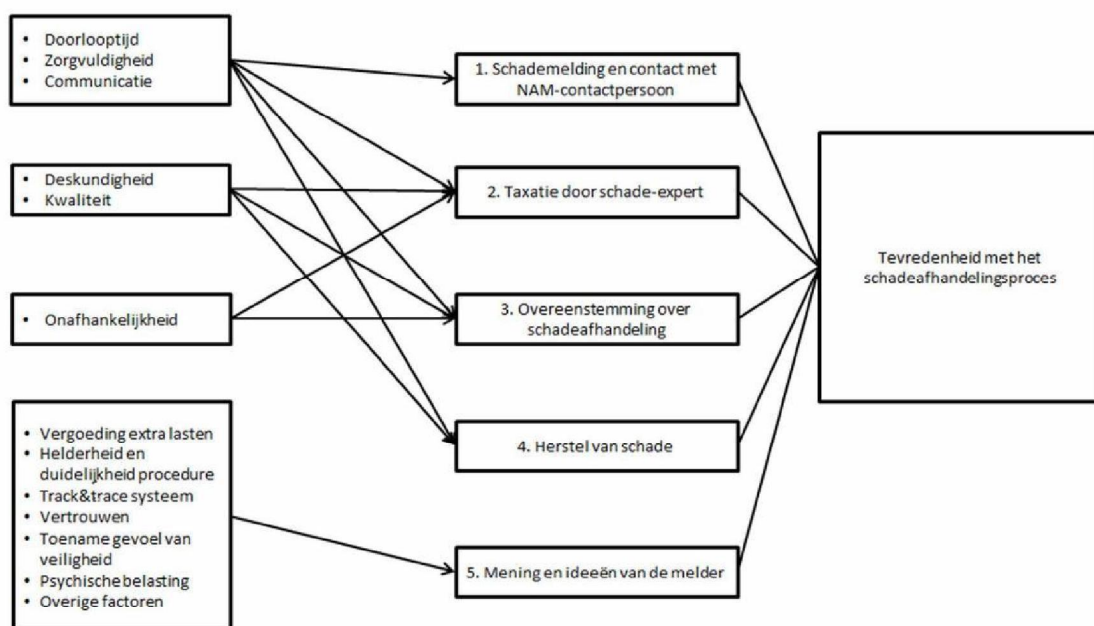 • Doorlooptijd
• Zorgvuldigheid
• Communicatie
• Deskundigheid
• Kwaliteit
• Onafhankelijkheid
• Vergoeding extra lasten
• Helderheid en
duidelijkheid procedure
• Track&trace systeem
• Vertrouwen
• Toename gevoel van
veiligheid
• Psychische belasting
• Overige factoren
1. Schademelding en contact met
NAM-contactpersoon
2. Taxatie door schade-expert
3. Overeenstemming over
schadeafhandeling
4. Herstel van schade
5. Mening en ideeën van de melder
Tevredenheid met het
schadeafhandelingsproces